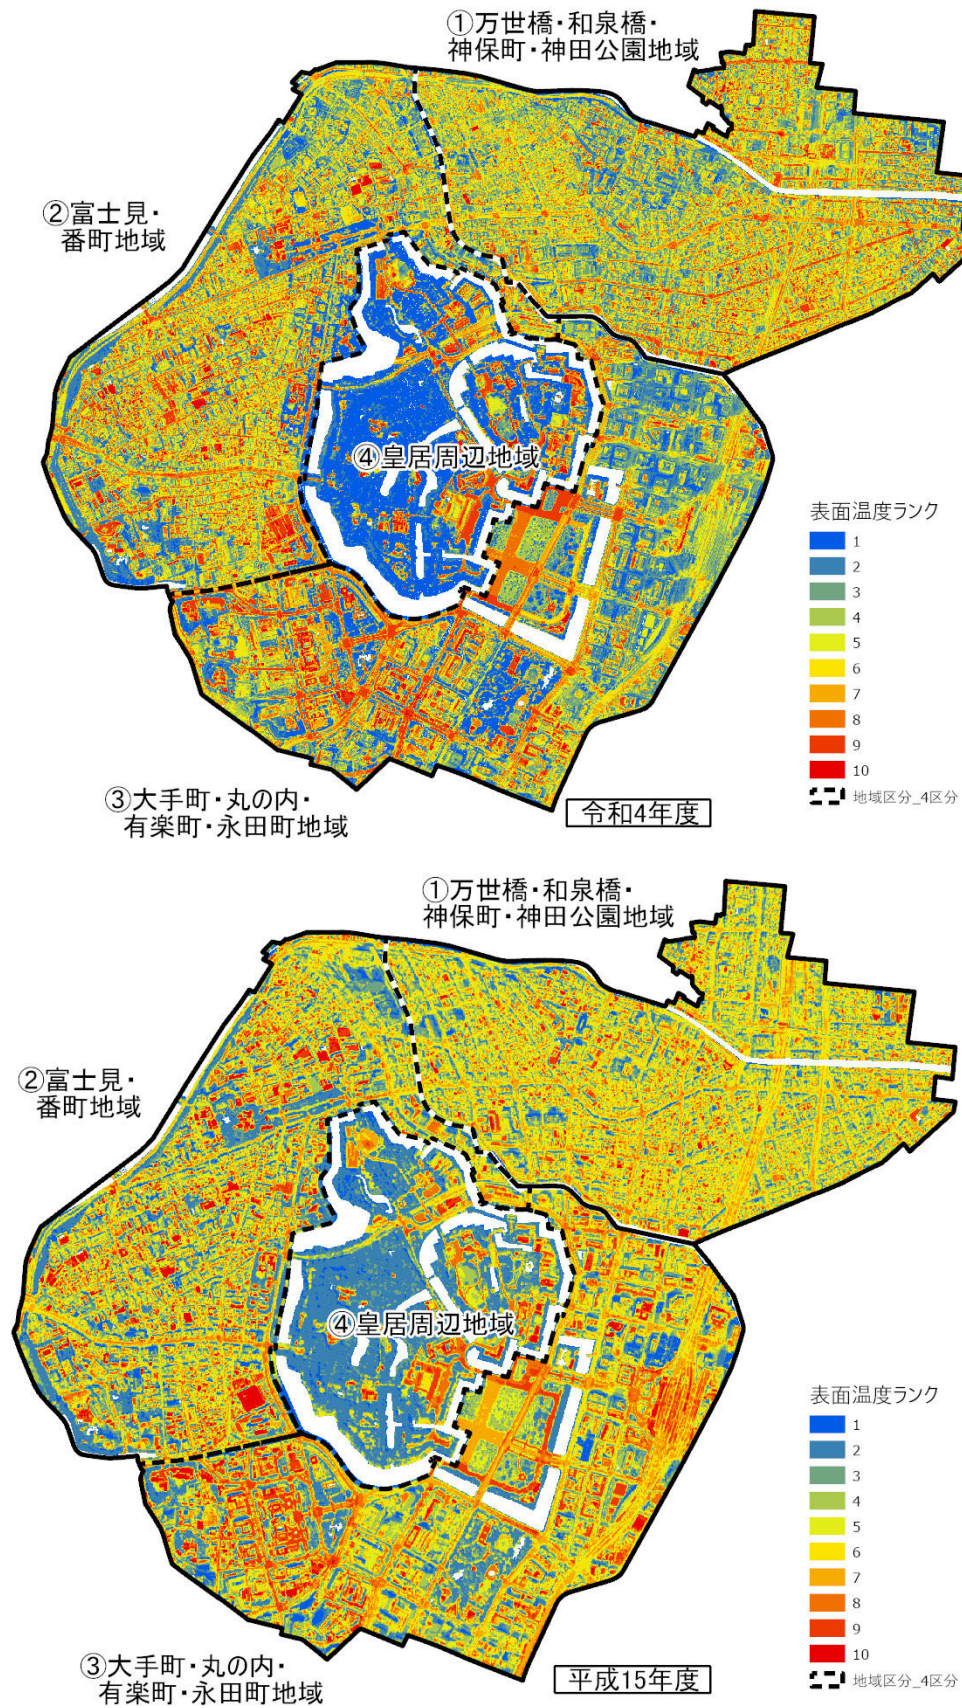 ①万世橋・和泉橋・
神保町・神田公園地域
②富士見・
番町地域
④皇居周辺地域
表面温度ランク
1
2
3
4
5
6
7
8
9
10
地域区分_4区分
③大手町・丸の内・
有楽町・永田町地域
令和4年度
①万世橋・和泉橋・
神保町・神田公園地域
②富士見・
番町地域
④皇居周辺地域
表面温度ランク
1
2
3
4
5
6
7
8
9
10
地域区分_4区分
③大手町・丸の内・
有楽町・永田町地域
平成15年度